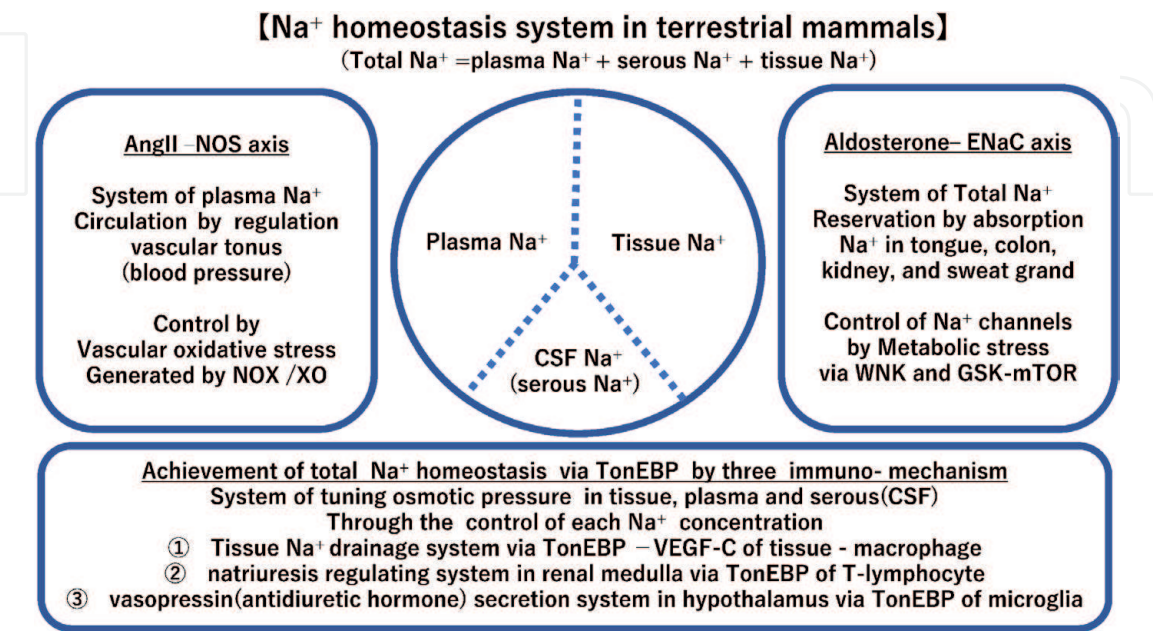 【Na⁺ homeostasis system in terrestrial mammals】
(Total Na⁺ =plasma Na⁺ + serous Na⁺ + tissue Na⁺)
AngII –NOS axis
System of plasma Na⁺
Circulation by regulation
vascular tonus
(blood pressure)
Control by
Vascular oxidative stress
Generated by NOX /XO
Plasma Na⁺
Tissue Na⁺
CSF Na⁺
(serous Na⁺)
Aldosterone– ENaC axis
System of Total Na⁺
Reservation by absorption
Na⁺ in tongue, colon,
kidney, and sweat grand
Control of Na⁺ channels
by Metabolic stress
via WNK and GSK-mTOR
Achievement of total Na⁺ homeostasis via TonEBP by three immuno- mechanism
System of tuning osmotic pressure in tissue, plasma and serous(CSF)
Through the control of each Na⁺ concentration
① Tissue Na⁺ drainage system via TonEBP – VEGF-C of tissue - macrophage
② natriuresis regulating system in renal medulla via TonEBP of T-lymphocyte
③ vasopressin(antidiuretic hormone) secretion system in hypothalamus via TonEBP of microglia